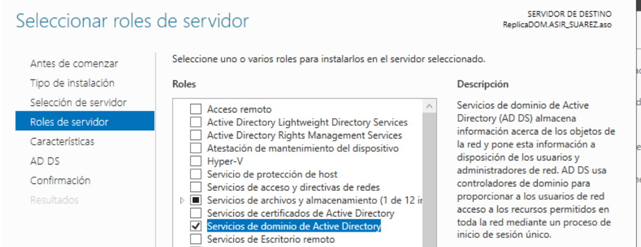 Seleccionar roles de servidor
SERVIDOR DE DESTINO
ReplicaDOM.ASIR_SUAREZ.aso
Antes de comenzar
Tipo de instalación
Selección de servidor
Roles de servidor
Características
AD DS
Confirmación
Resultados
Seleccione uno o varios roles para instalarlos en el servidor seleccionado.
Roles
Acceso remoto
Active Directory Lightweight Directory Services
Active Directory Rights Management Services
Atestación de mantenimiento del dispositivo
Hyper-V
Servicio de protección de host
Servicios de acceso y directivas de redes
Servicios de archivos y almacenamiento (1 de 12 in
Servicios de certificados de Active Directory
Servicios de dominio de Active Directory
Servicios de Escritorio remoto
Descripción
Servicios de dominio de Active
Directory (AD DS) almacena
información acerca de los objetos de
la red y pone esta información a
disposición de los usuarios y
administradores de red. AD DS usa
controladores de dominio para
proporcionar a los usuarios de red
acceso a los recursos permitidos en
toda la red mediante un proceso de
inicio de sesión único.